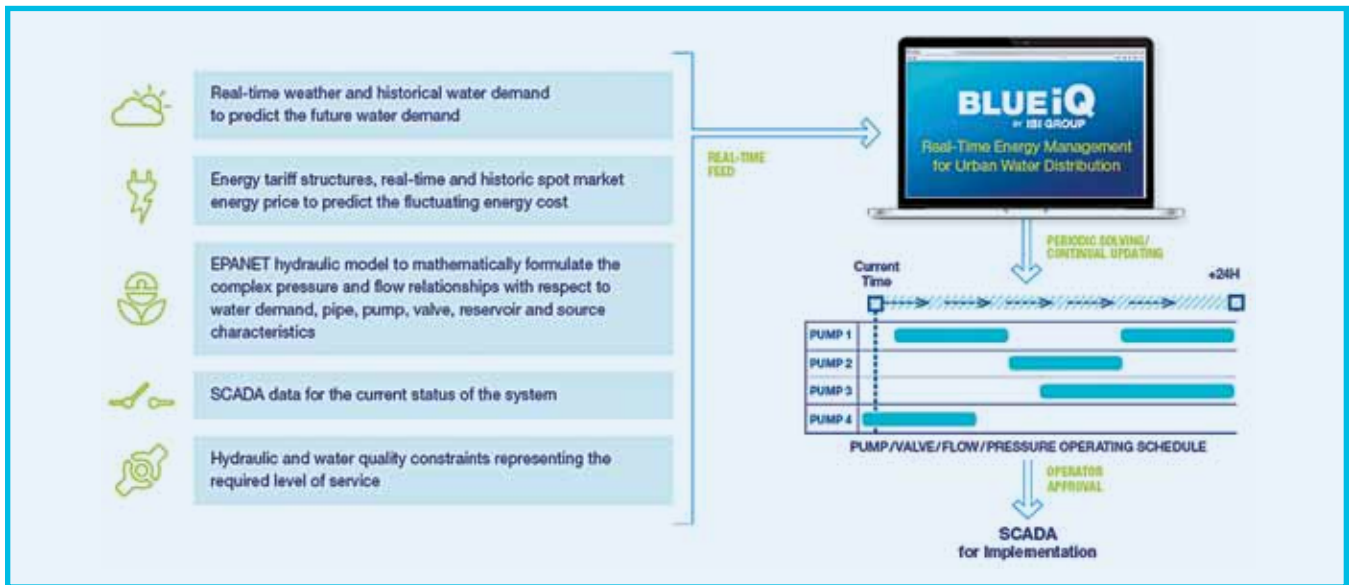 Real-time weather and historical water demand
to predict the future water demand
Energy tariff structures, real-time and historic spot market
energy price to predict the fluctuating energy cost
EPANET hydraulic model to mathematically formulate the
complex pressure and flow relationships with respect to
water demand, pipe, pump, valve, reservoir and source
characteristics
SCADA data for the current status of the system
Hydraulic and water quality constraints representing the
required level of service
REAL-TIME
FEED
BLUEiQ
BY IBI GROUP
Real-Time Energy Management
for Urban Water Distribution
PERIODIC SOLVING/
CONTINUAL UPDATING
Current
Time
+24H
PUMP 1
PUMP 2
PUMP 3
PUMP 4
PUMP/VALVE/FLOW/PRESSURE OPERATING SCHEDULE
OPERATOR
APPROVAL
SCADA
for Implementation